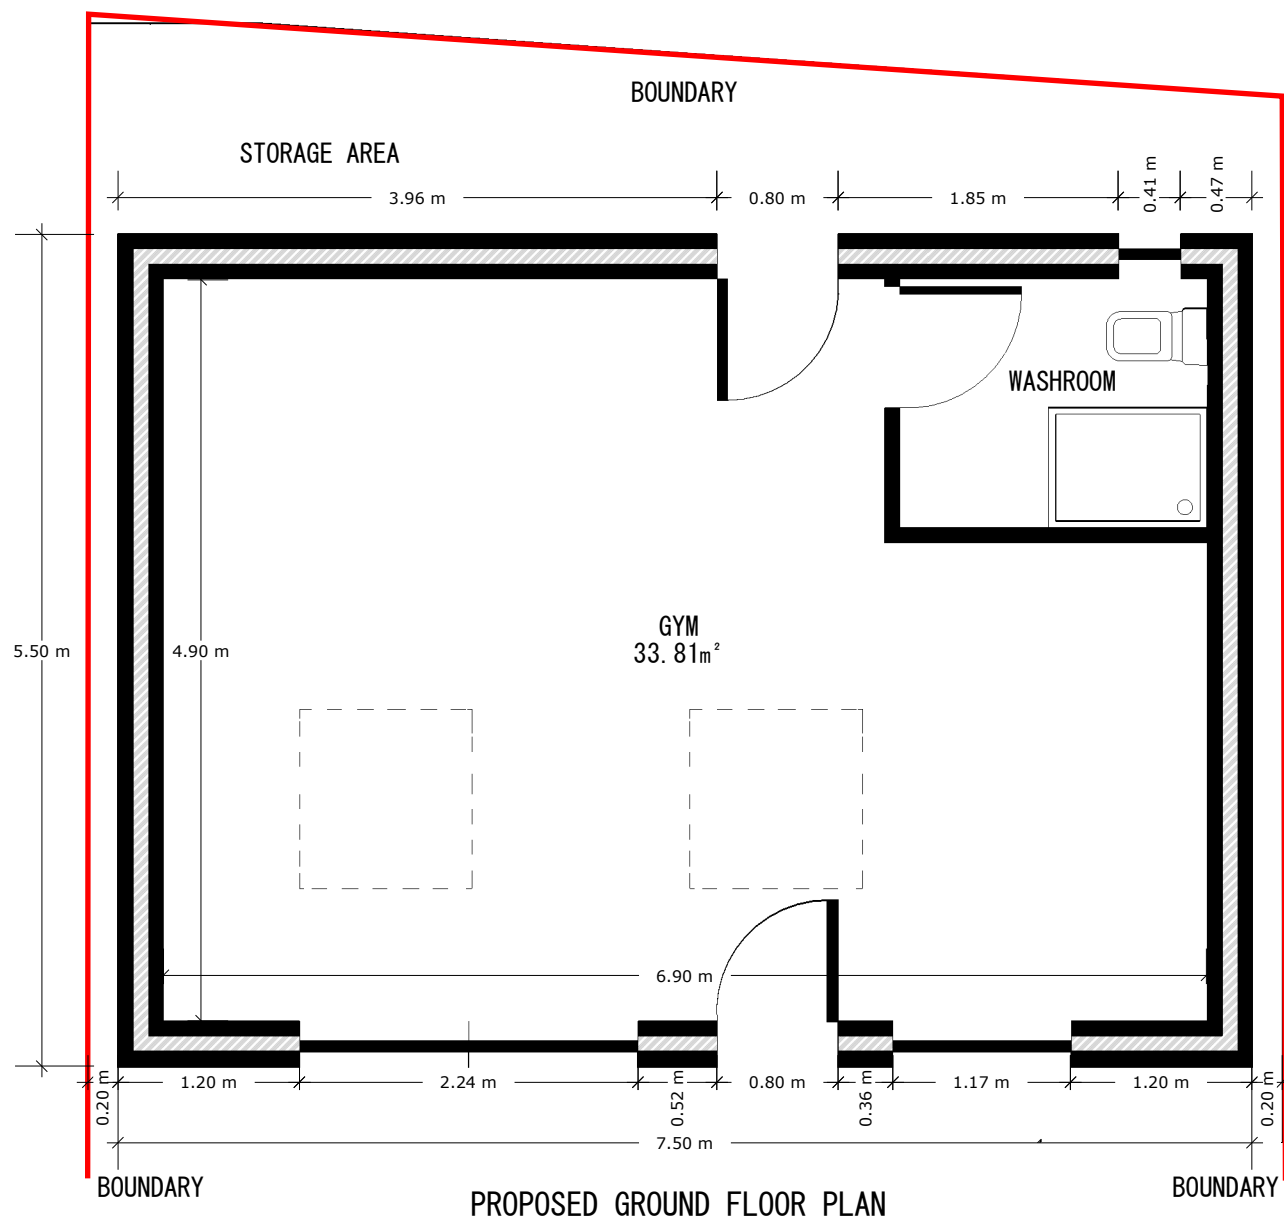 BOUNDARY
STORAGE AREA
3.96 m
0.80 m
1.85 m
0.41 m
0.47 m
WASHROOM
GYM
33.81m²
5.50 m
4.90 m
6.90 m
0.20 m
1.20 m
2.24 m
0.52 m
0.80 m
0.36 m
1.17 m
1.20 m
0.20 m
7.50 m
BOUNDARY
BOUNDARY
PROPOSED GROUND FLOOR PLAN